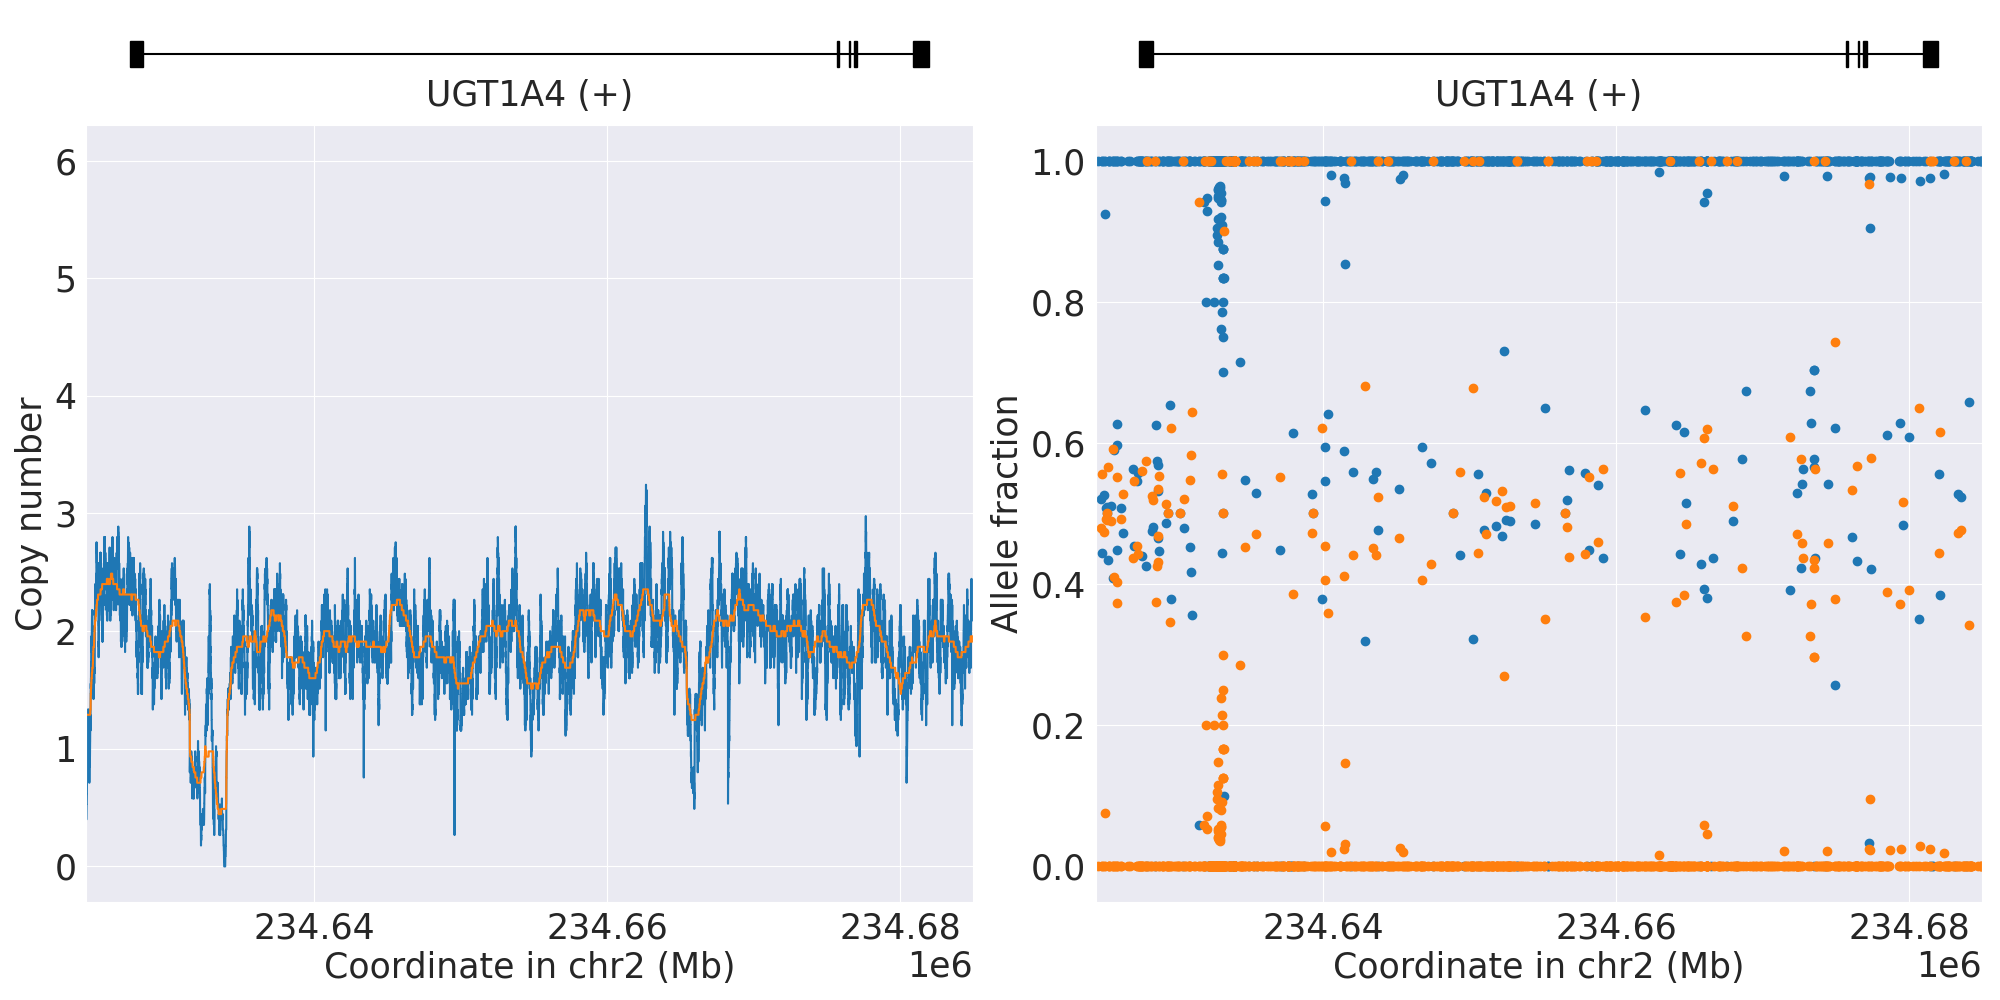 UGT1A4 (+)
6
5
4
3
2
1
0
Copy number
234.64 234.66 234.68
Coordinate in chr2 (Mb) 1e6
UGT1A4 (+)
1.0
0.8
0.6
0.4
0.2
0.0
Allele fraction
234.64 234.66 234.68
Coordinate in chr2 (Mb) 1e6